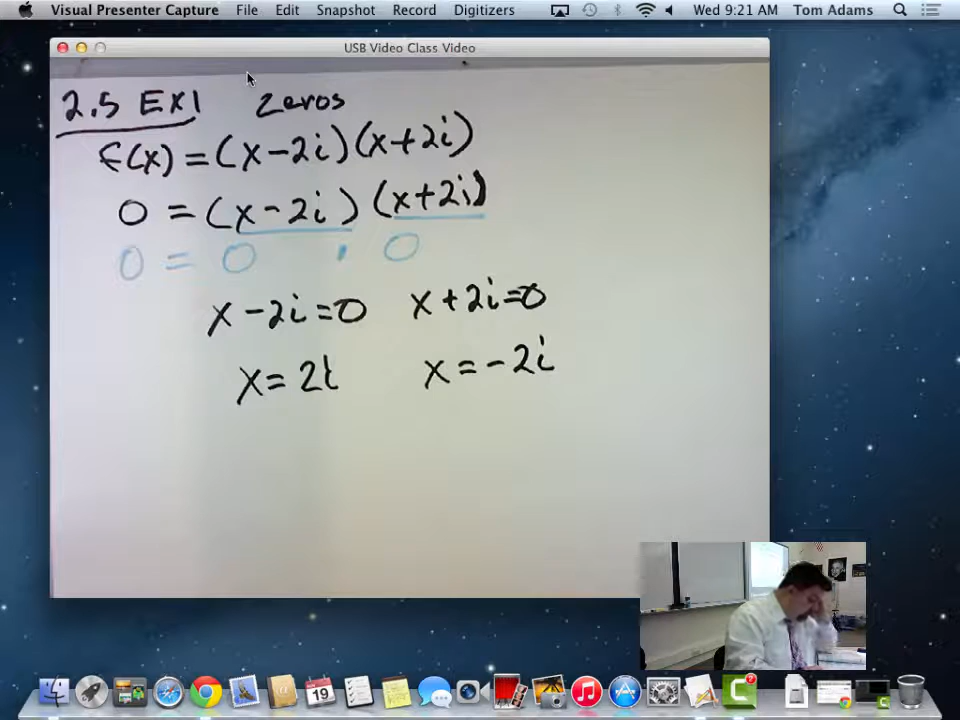 Visual Presenter Capture File Edit Snapshot Record Digitizers Wed 9:21 AM Tom Adams
USB Video Class Video
2.5 EX1 Zeros
f(x) = (x-2i)(x+2i)
0 = (x-2i) (x+2i)
0 = 0 · 0
x-2i=0 x+2i=0
x=2i x=-2i
19